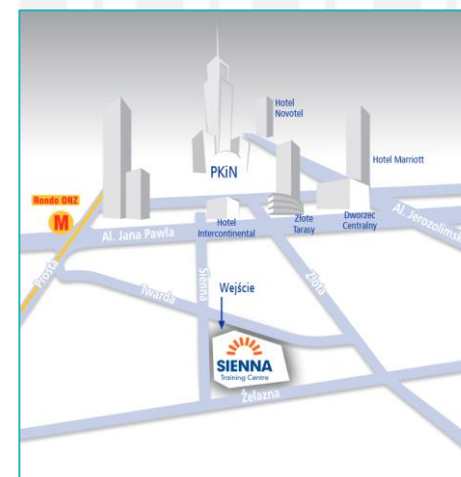 Hotel
Novotel
PKiN
Hotel Marriott
Rondo ONZ
M
Al. Jana Pawła
Hotel
Intercontinental
Złote
Tarasy
Dworzec
Centralny
Al. Jerozolimsk
Prosta
Twarda
Sienna
Złota
Wejście
SIENNA
Training Centre
Żelazna